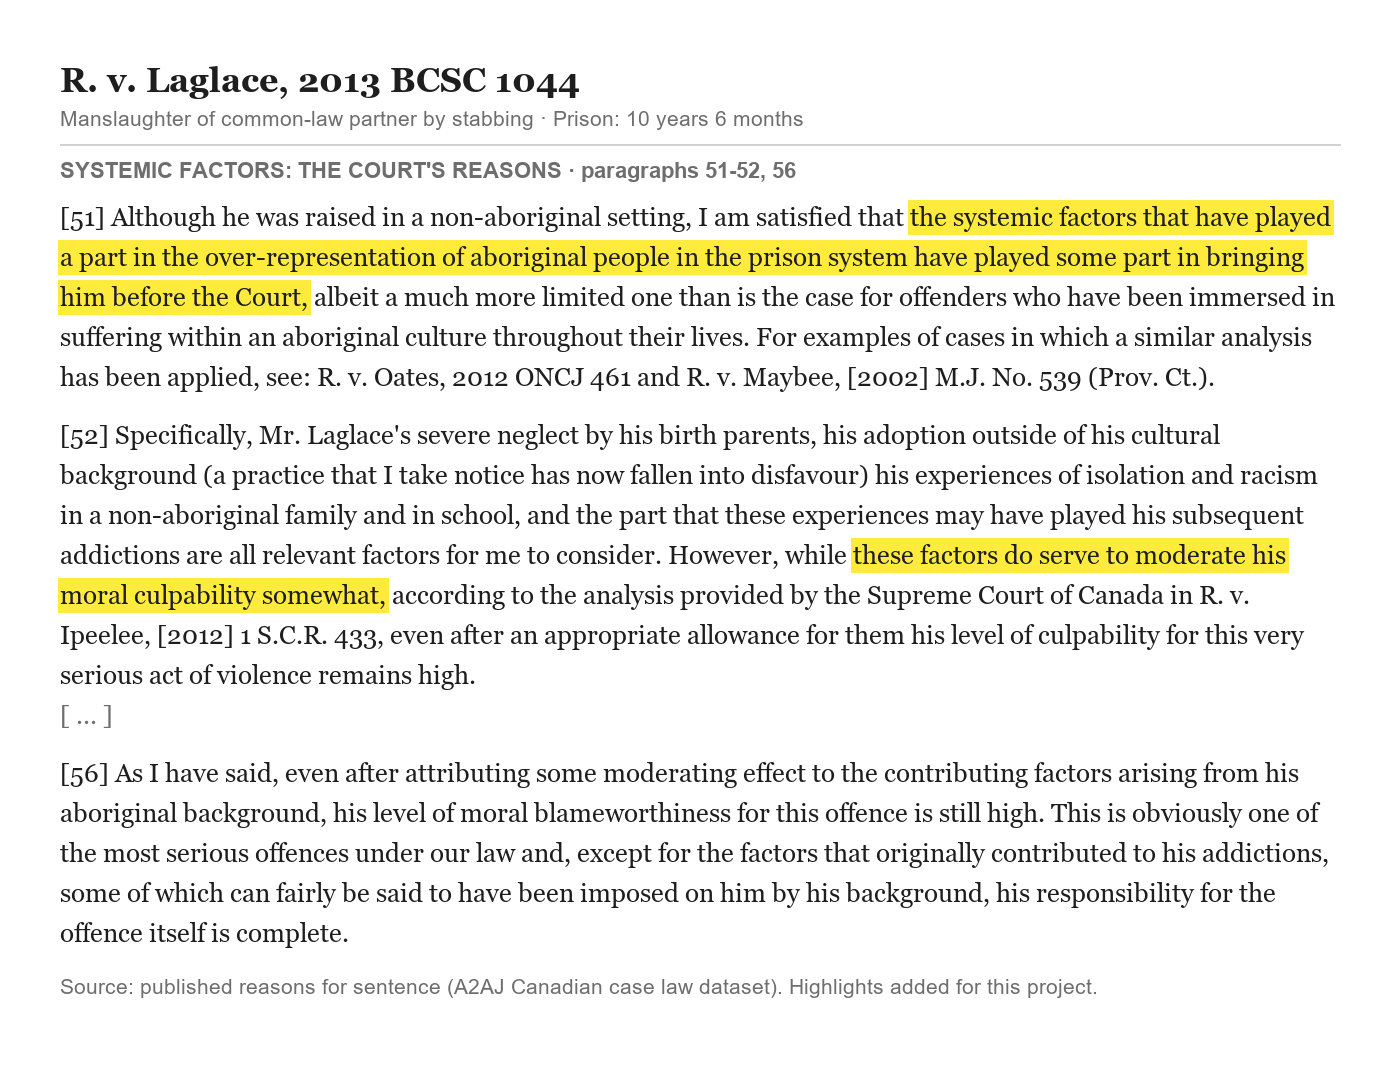 R. v. Laglace, 2013 BCSC 1044
Manslaughter of common-law partner by stabbing · Prison: 10 years 6 months
SYSTEMIC FACTORS: THE COURT'S REASONS · paragraphs 51-52, 56
[51] Although he was raised in a non-aboriginal setting, I am satisfied that the systemic factors that have played
a part in the over-representation of aboriginal people in the prison system have played some part in bringing
him before the Court, albeit a much more limited one than is the case for offenders who have been immersed in
suffering within an aboriginal culture throughout their lives. For examples of cases in which a similar analysis
has been applied, see: R. v. Oates, 2012 ONCJ 461 and R. v. Maybee, [2002] M.J. No. 539 (Prov. Ct.).
[52] Specifically, Mr. Laglace's severe neglect by his birth parents, his adoption outside of his cultural
background (a practice that I take notice has now fallen into disfavour) his experiences of isolation and racism
in a non-aboriginal family and in school, and the part that these experiences may have played his subsequent
addictions are all relevant factors for me to consider. However, while these factors do serve to moderate his
moral culpability somewhat, according to the analysis provided by the Supreme Court of Canada in R. v.
Ipeelee, [2012] 1 S.C.R. 433, even after an appropriate allowance for them his level of culpability for this very
serious act of violence remains high.
[ ... ]
[56] As I have said, even after attributing some moderating effect to the contributing factors arising from his
aboriginal background, his level of moral blameworthiness for this offence is still high. This is obviously one of
the most serious offences under our law and, except for the factors that originally contributed to his addictions,
some of which can fairly be said to have been imposed on him by his background, his responsibility for the
offence itself is complete.
Source: published reasons for sentence (A2AJ Canadian case law dataset). Highlights added for this project.